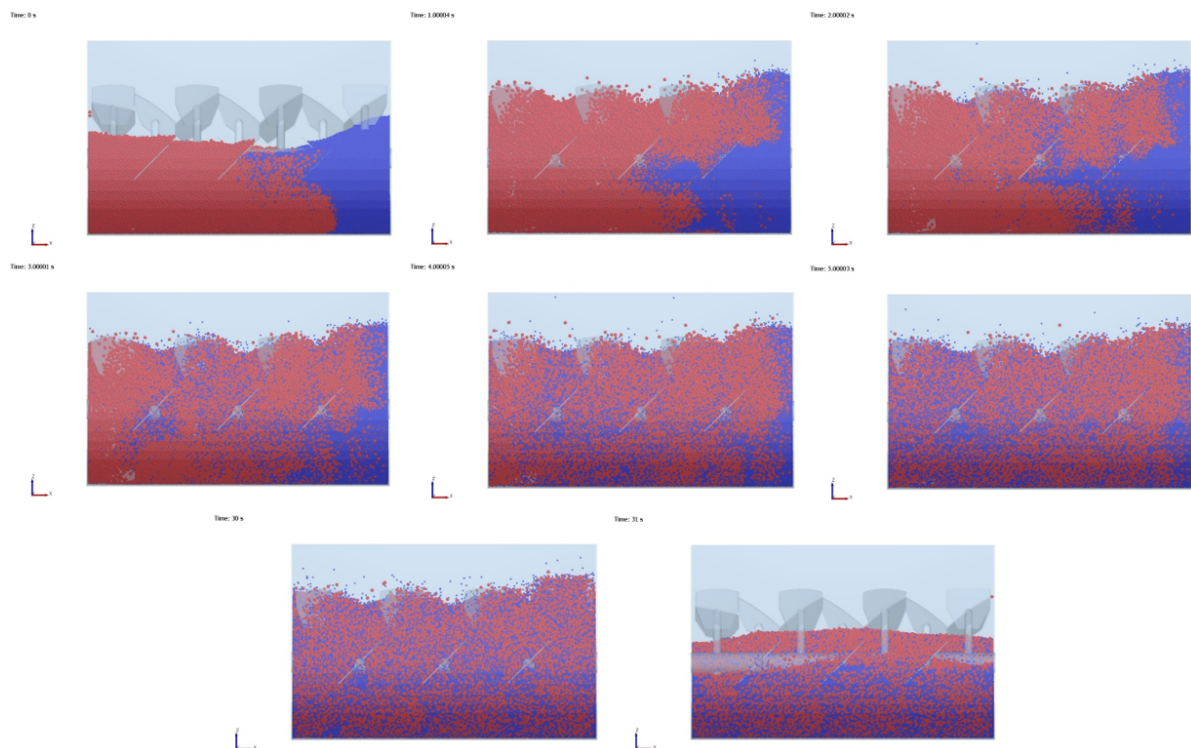 Time: 0 s
Time: 1.00004 s
Time: 2.00002 s
Z
X
Z
X
Z
X
Time: 3.00001 s
Time: 4.00005 s
Time: 5.00003 s
Z
X
Z
X
Z
X
Time: 30 s
Time: 31 s
Z
X
Z
X